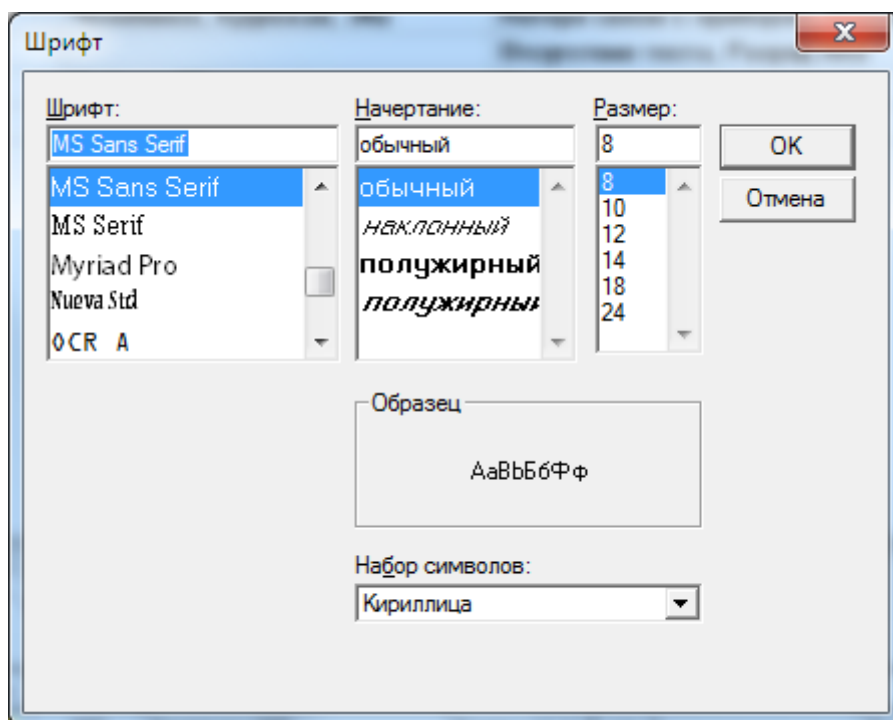 Шрифт
Шрифт:
Начертание:
Размер:
MS Sans Serif
обычный
8
OK
Отмена
MS Sans Serif
MS Serif
Myriad Pro
Nueva Std
OCR A
обычный
наклонный
полужирный
8
10
12
14
18
24
Образец
АаВbБбФф
Набор символов:
Кириллица